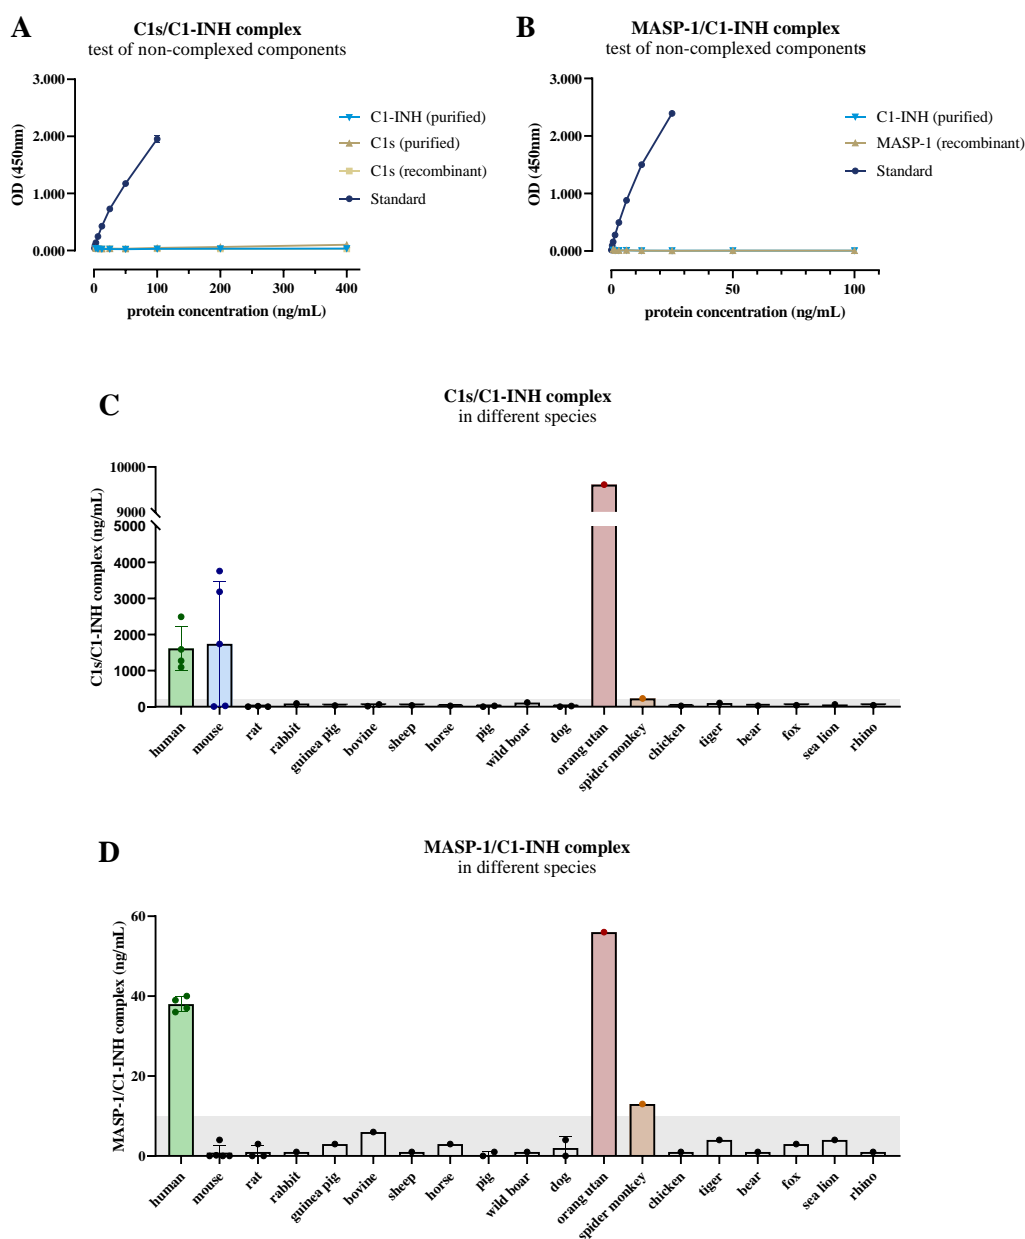 A
C1s/C1-INH complex
test of non-complexed components
OD (450nm)
3.000
2.000
1.000
0.000
0
100
200
300
400
protein concentration (ng/mL)
C1-INH (purified)
C1s (purified)
C1s (recombinant)
Standard
B
MASP-1/C1-INH complex
test of non-complexed components
OD (450nm)
3.000
2.000
1.000
0.000
0
50
100
protein concentration (ng/mL)
C1-INH (purified)
MASP-1 (recombinant)
Standard
C
C1s/C1-INH complex
in different species
C1s/C1-INH complex (ng/mL)
10000
9000
5000
4000
3000
2000
1000
0
human
mouse
rat
rabbit
guinea pig
bovine
sheep
horse
pig
wild boar
dog
orang utan
spider monkey
chicken
tiger
bear
fox
sea lion
rhino
D
MASP-1/C1-INH complex
in different species
MASP-1/C1-INH complex (ng/mL)
60
40
20
0
human
mouse
rat
rabbit
guinea pig
bovine
sheep
horse
pig
wild boar
dog
orang utan
spider monkey
chicken
tiger
bear
fox
sea lion
rhino